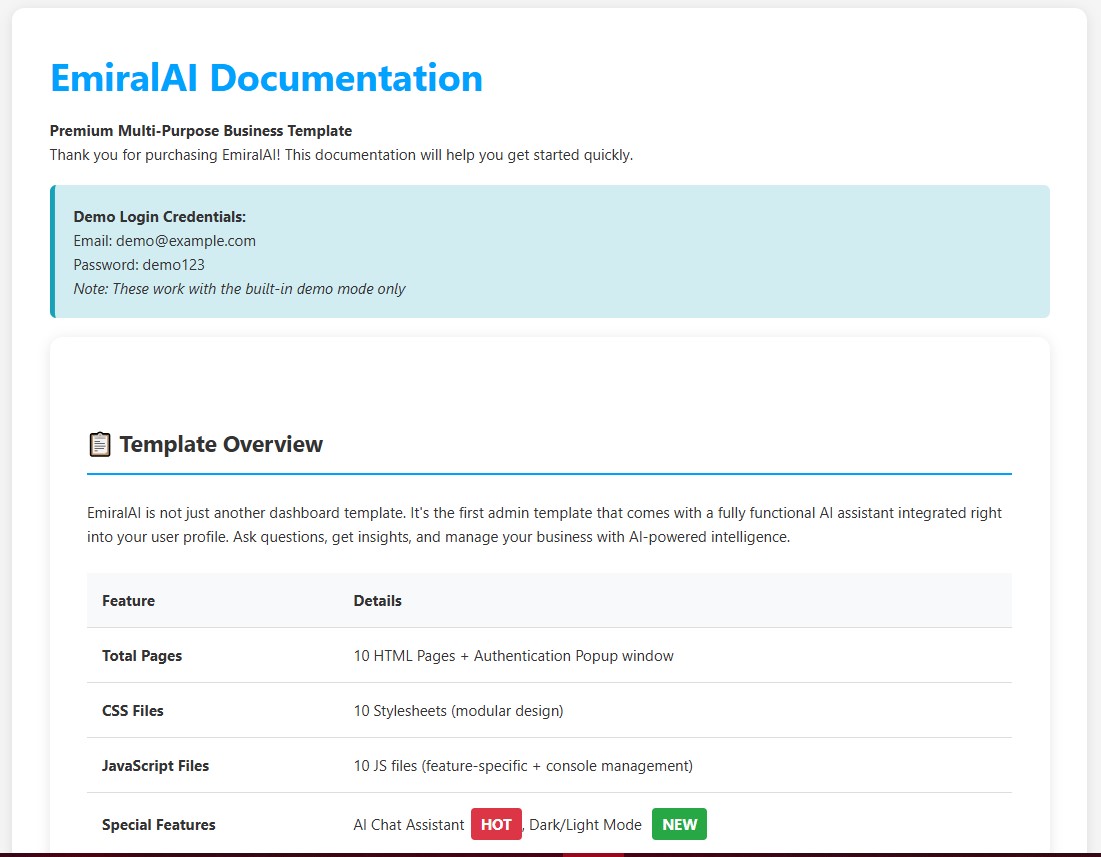 EmiralAI Documentation
Premium Multi-Purpose Business Template
Thank you for purchasing EmiralAI! This documentation will help you get started quickly.
Demo Login Credentials:
Email: demo@example.com
Password: demo123
Note: These work with the built-in demo mode only
Template Overview
EmiralAI is not just another dashboard template. It's the first admin template that comes with a fully functional AI assistant integrated right
into your user profile. Ask questions, get insights, and manage your business with AI-powered intelligence.
Feature Details
Total Pages 10 HTML Pages + Authentication Popup window
CSS Files 10 Stylesheets (modular design)
JavaScript Files 10 JS files (feature-specific + console management)
Special Features AI Chat Assistant HOT, Dark/Light Mode NEW